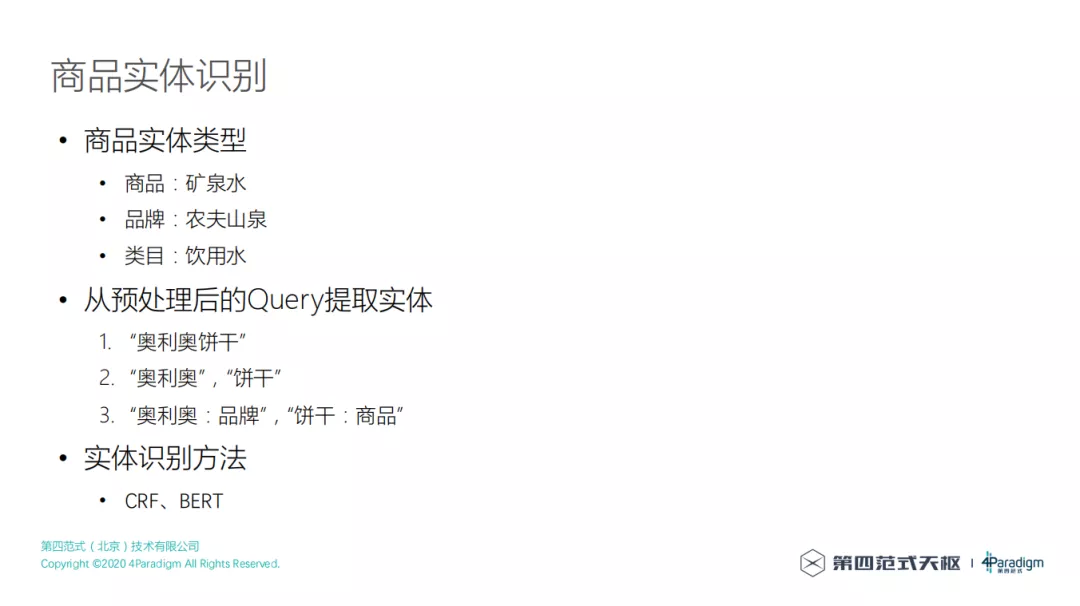 商品实体识别
• 商品实体类型
• 商品：矿泉水
• 品牌：农夫山泉
• 类目：饮用水
• 从预处理后的Query提取实体
1. “奥利奥饼干”
2. “奥利奥”，“饼干”
3. “奥利奥：品牌”，“饼干：商品”
• 实体识别方法
• CRF、BERT
第四范式（北京）技术有限公司
Copyright ©2020 4Paradigm All Rights Reserved.
第四范式天枢 | 4Paradigm
第四范式